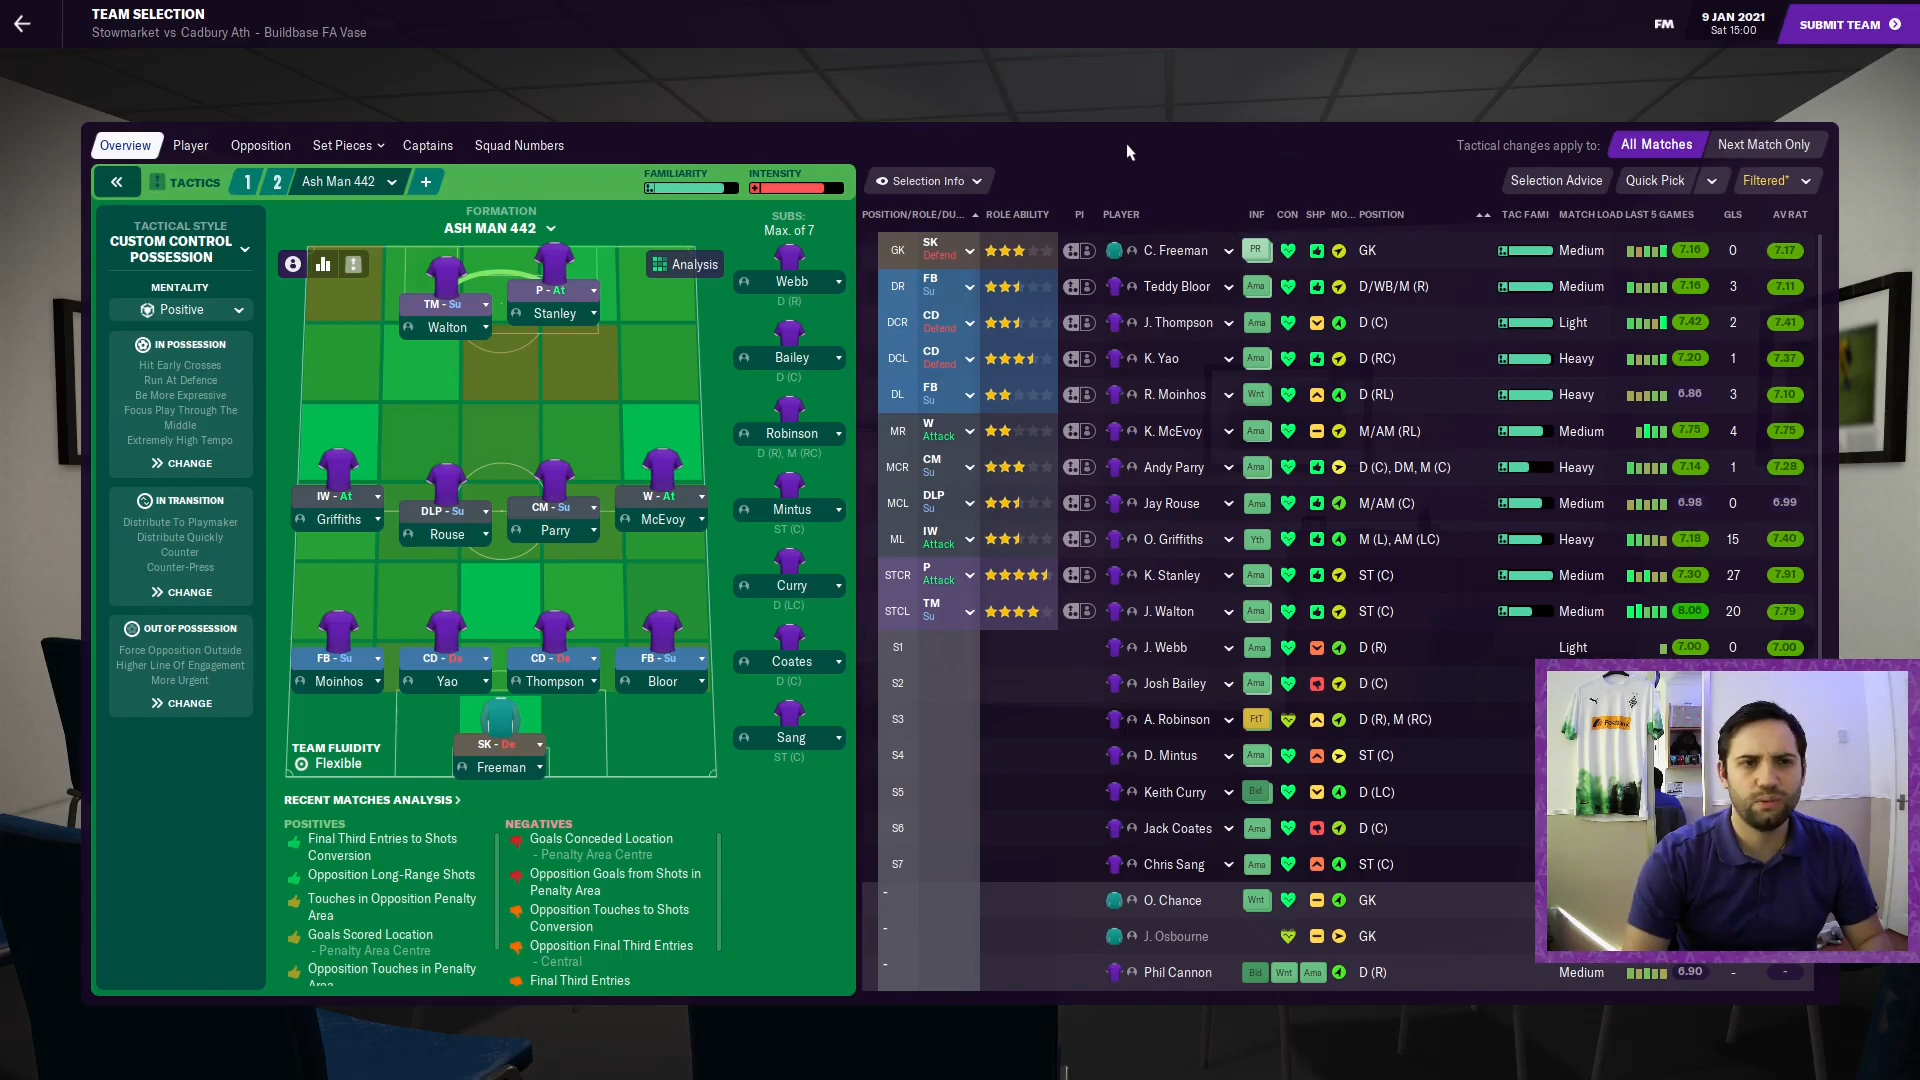 TEAM SELECTION
Stowmarket vs Cadbury Ath - Buildbase FA Vase
FM
9 JAN 2021
Sat 15:00
SUBMIT TEAM
Overview
Player
Opposition
Set Pieces
Captains
Squad Numbers
Tactical changes apply to:
All Matches
Next Match Only
TACTICS
1
2
Ash Man 442
FAMILIARITY
INTENSITY
Selection Info
Selection Advice
Quick Pick
Filtered*
TACTICAL STYLE
CUSTOM CONTROL
POSSESSION
MENTALITY
Positive
IN POSSESSION
Hit Early Crosses
Run At Defence
Be More Expressive
Focus Play Through The
Middle
Extremely High Tempo
CHANGE
IN TRANSITION
Distribute To Playmaker
Distribute Quickly
Counter
Counter-Press
CHANGE
OUT OF POSSESSION
Force Opposition Outside
Higher Line Of Engagement
More Urgent
CHANGE
FORMATION
ASH MAN 442
Analysis
TM - Su
Walton
P - At
Stanley
IW - At
Griffiths
DLP - Su
Rouse
CM - Su
Parry
W - At
McEvoy
FB - Su
Moinhos
CD - De
Yao
CD - De
Thompson
FB - Su
Bloor
SK - De
Freeman
TEAM FLUIDITY
Flexible
SUBS:
Max. of 7
Webb
D (R)
Bailey
D (C)
Robinson
D (R), M (RC)
Mintus
ST (C)
Curry
D (LC)
Coates
D (C)
Sang
ST (C)
RECENT MATCHES ANALYSIS >
POSITIVES
Final Third Entries to Shots
Conversion
Opposition Long-Range Shots
Touches in Opposition Penalty
Area
Goals Scored Location
- Penalty Area Centre
Opposition Touches in Penalty
Area
NEGATIVES
Goals Conceded Location
- Penalty Area Centre
Opposition Goals from Shots in
Penalty Area
Opposition Touches to Shots
Conversion
Opposition Final Third Entries
- Central
Final Third Entries
POSITION/ROLE/DU... ROLE ABILITY PI PLAYER INF CON SHP MO... POSITION TAC FAMI MATCH LOAD LAST 5 GAMES GLS AV RAT
GK SK Defend C. Freeman PR GK Medium 7.16 0 7.17
DR FB Su Teddy Bloor Ama D/WB/M (R) Medium 7.16 3 7.11
DCR CD Defend J. Thompson Ama D (C) Light 7.42 2 7.41
DCL CD Defend K. Yao Ama D (RC) Heavy 7.20 1 7.37
DL FB Su R. Moinhos Wnt D (RL) Heavy 6.86 3 7.10
MR W Attack K. McEvoy Ama M/AM (RL) Medium 7.75 4 7.75
MCR CM Su Andy Parry Ama D (C), DM, M (C) Heavy 7.14 1 7.28
MCL DLP Su Jay Rouse Ama M/AM (C) Medium 6.98 0 6.99
ML IW Attack O. Griffiths Yth M (L), AM (LC) Heavy 7.18 15 7.40
STCR P Attack K. Stanley Ama ST (C) Medium 7.30 27 7.91
STCL TM Su J. Walton Ama ST (C) Medium 8.06 20 7.79
S1 J. Webb Ama D (R) Light 7.00 0 7.00
S2 Josh Bailey Ama D (C)
S3 A. Robinson FtT D (R), M (RC)
S4 D. Mintus Ama ST (C)
S5 Keith Curry Bid D (LC)
S6 Jack Coates Ama D (C)
S7 Chris Sang Ama ST (C)
- O. Chance Wnt GK
- J. Osbourne GK
- Phil Cannon Bid Wnt Ama D (R) Medium 6.90 - -